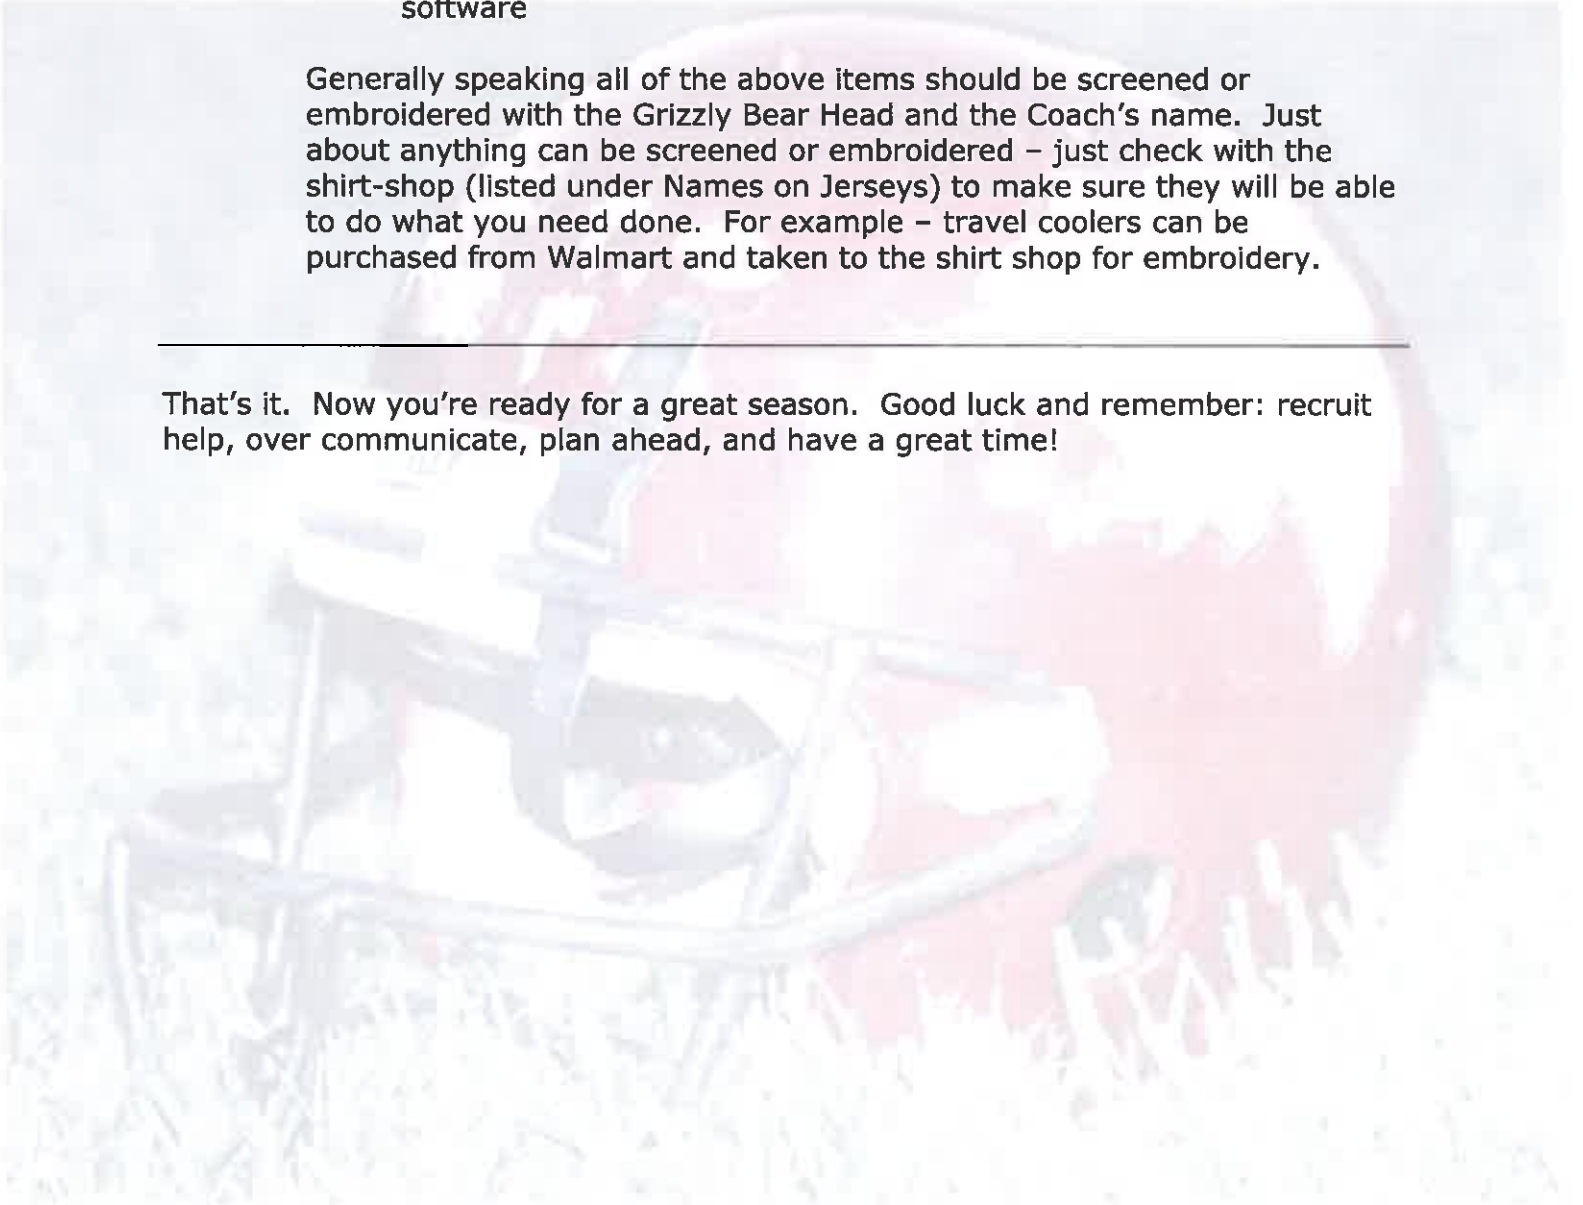 software
Generally speaking all of the above items should be screened or
embroidered with the Grizzly Bear Head and the Coach's name.  Just
about anything can be screened or embroidered – just check with the
shirt-shop (listed under Names on Jerseys) to make sure they will be able
to do what you need done.  For example – travel coolers can be
purchased from Walmart and taken to the shirt shop for embroidery.
That's it.  Now you're ready for a great season.  Good luck and remember: recruit
help, over communicate, plan ahead, and have a great time!